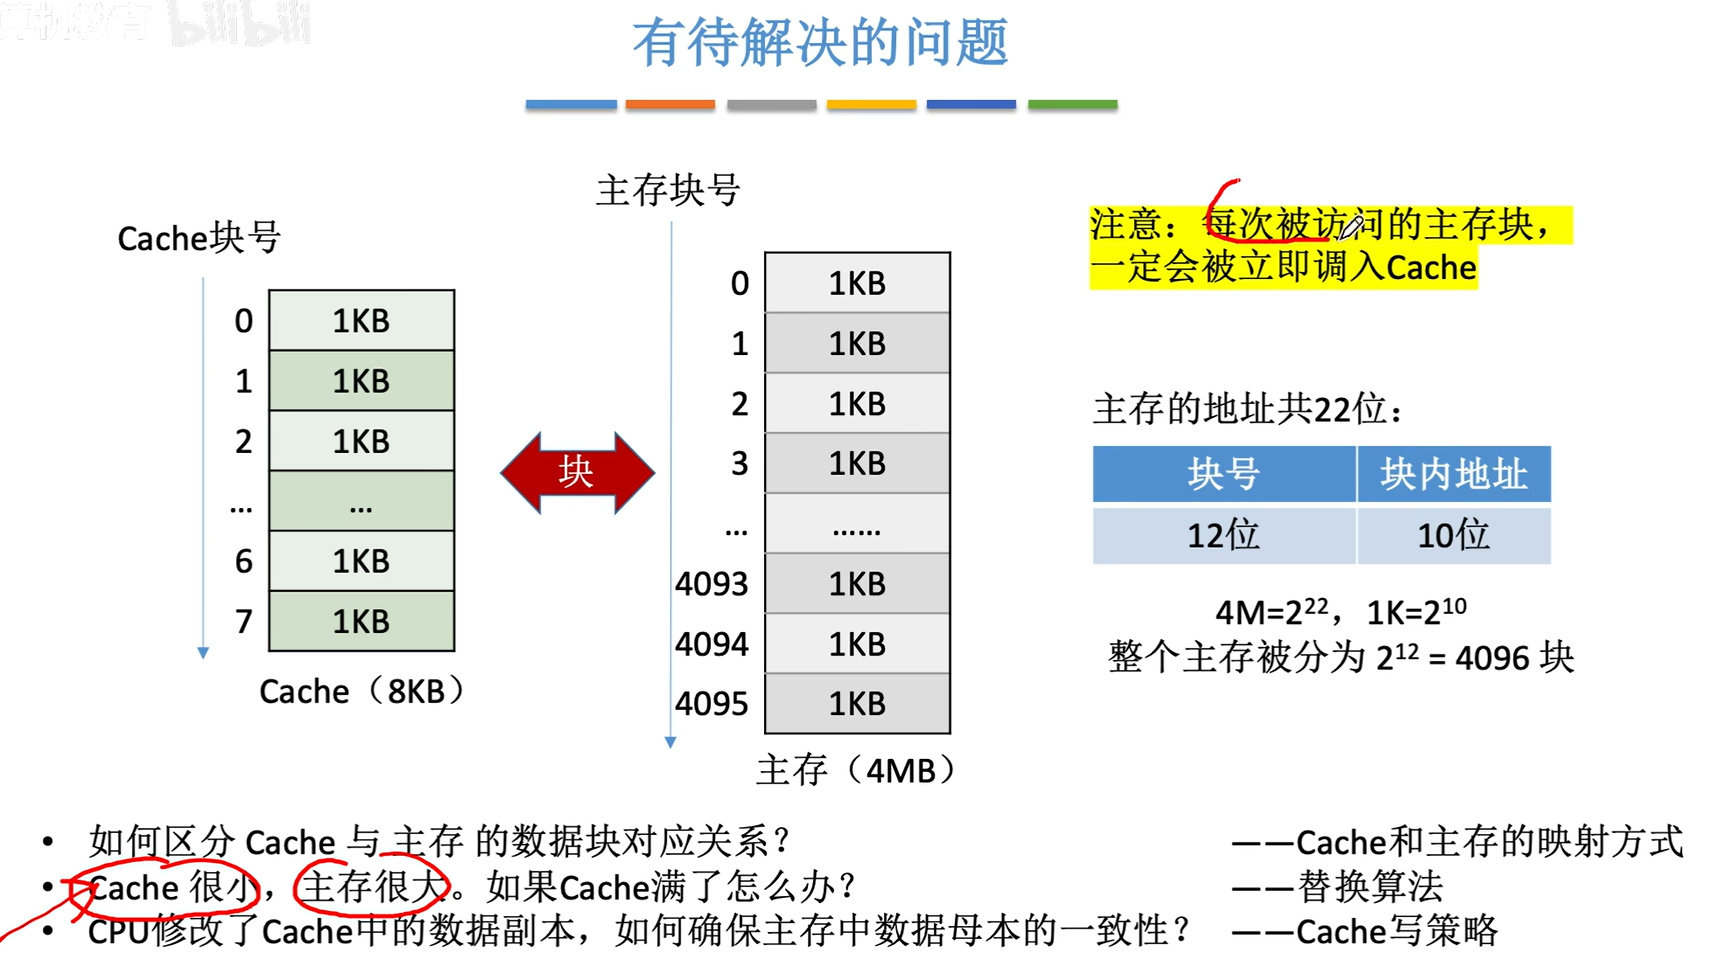 算机教育 bilibili
有待解决的问题
主存块号
Cache块号
注意：每次被访问的主存块，
一定会被立即调入Cache
0 1KB
1 1KB
2 1KB
... ...
6 1KB
7 1KB
Cache（8KB）
块
0 1KB
1 1KB
2 1KB
3 1KB
... ......
4093 1KB
4094 1KB
4095 1KB
主存（4MB）
主存的地址共22位：
块号 块内地址
12位 10位
4M=2²²，1K=2¹⁰
整个主存被分为 2¹² = 4096 块
• 如何区分 Cache 与 主存 的数据块对应关系？ ——Cache和主存的映射方式
• Cache 很小，主存很大。如果Cache满了怎么办？ ——替换算法
• CPU修改了Cache中的数据副本，如何确保主存中数据母本的一致性？ ——Cache写策略